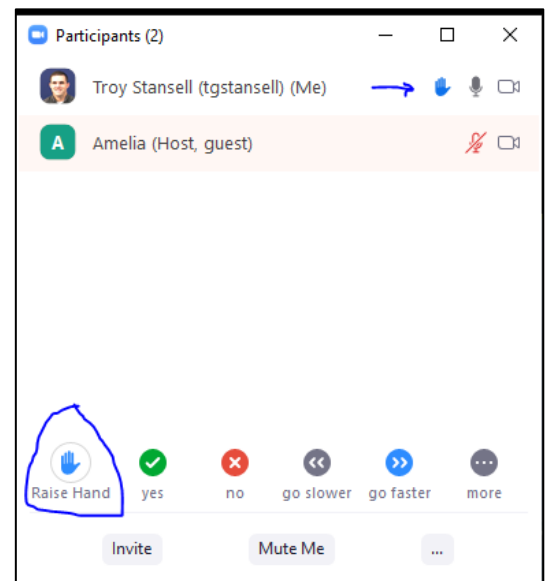 Participants (2)
Troy Stansell (tgstansell) (Me)
A Amelia (Host, guest)
Raise Hand yes no go slower go faster more
Invite Mute Me ...